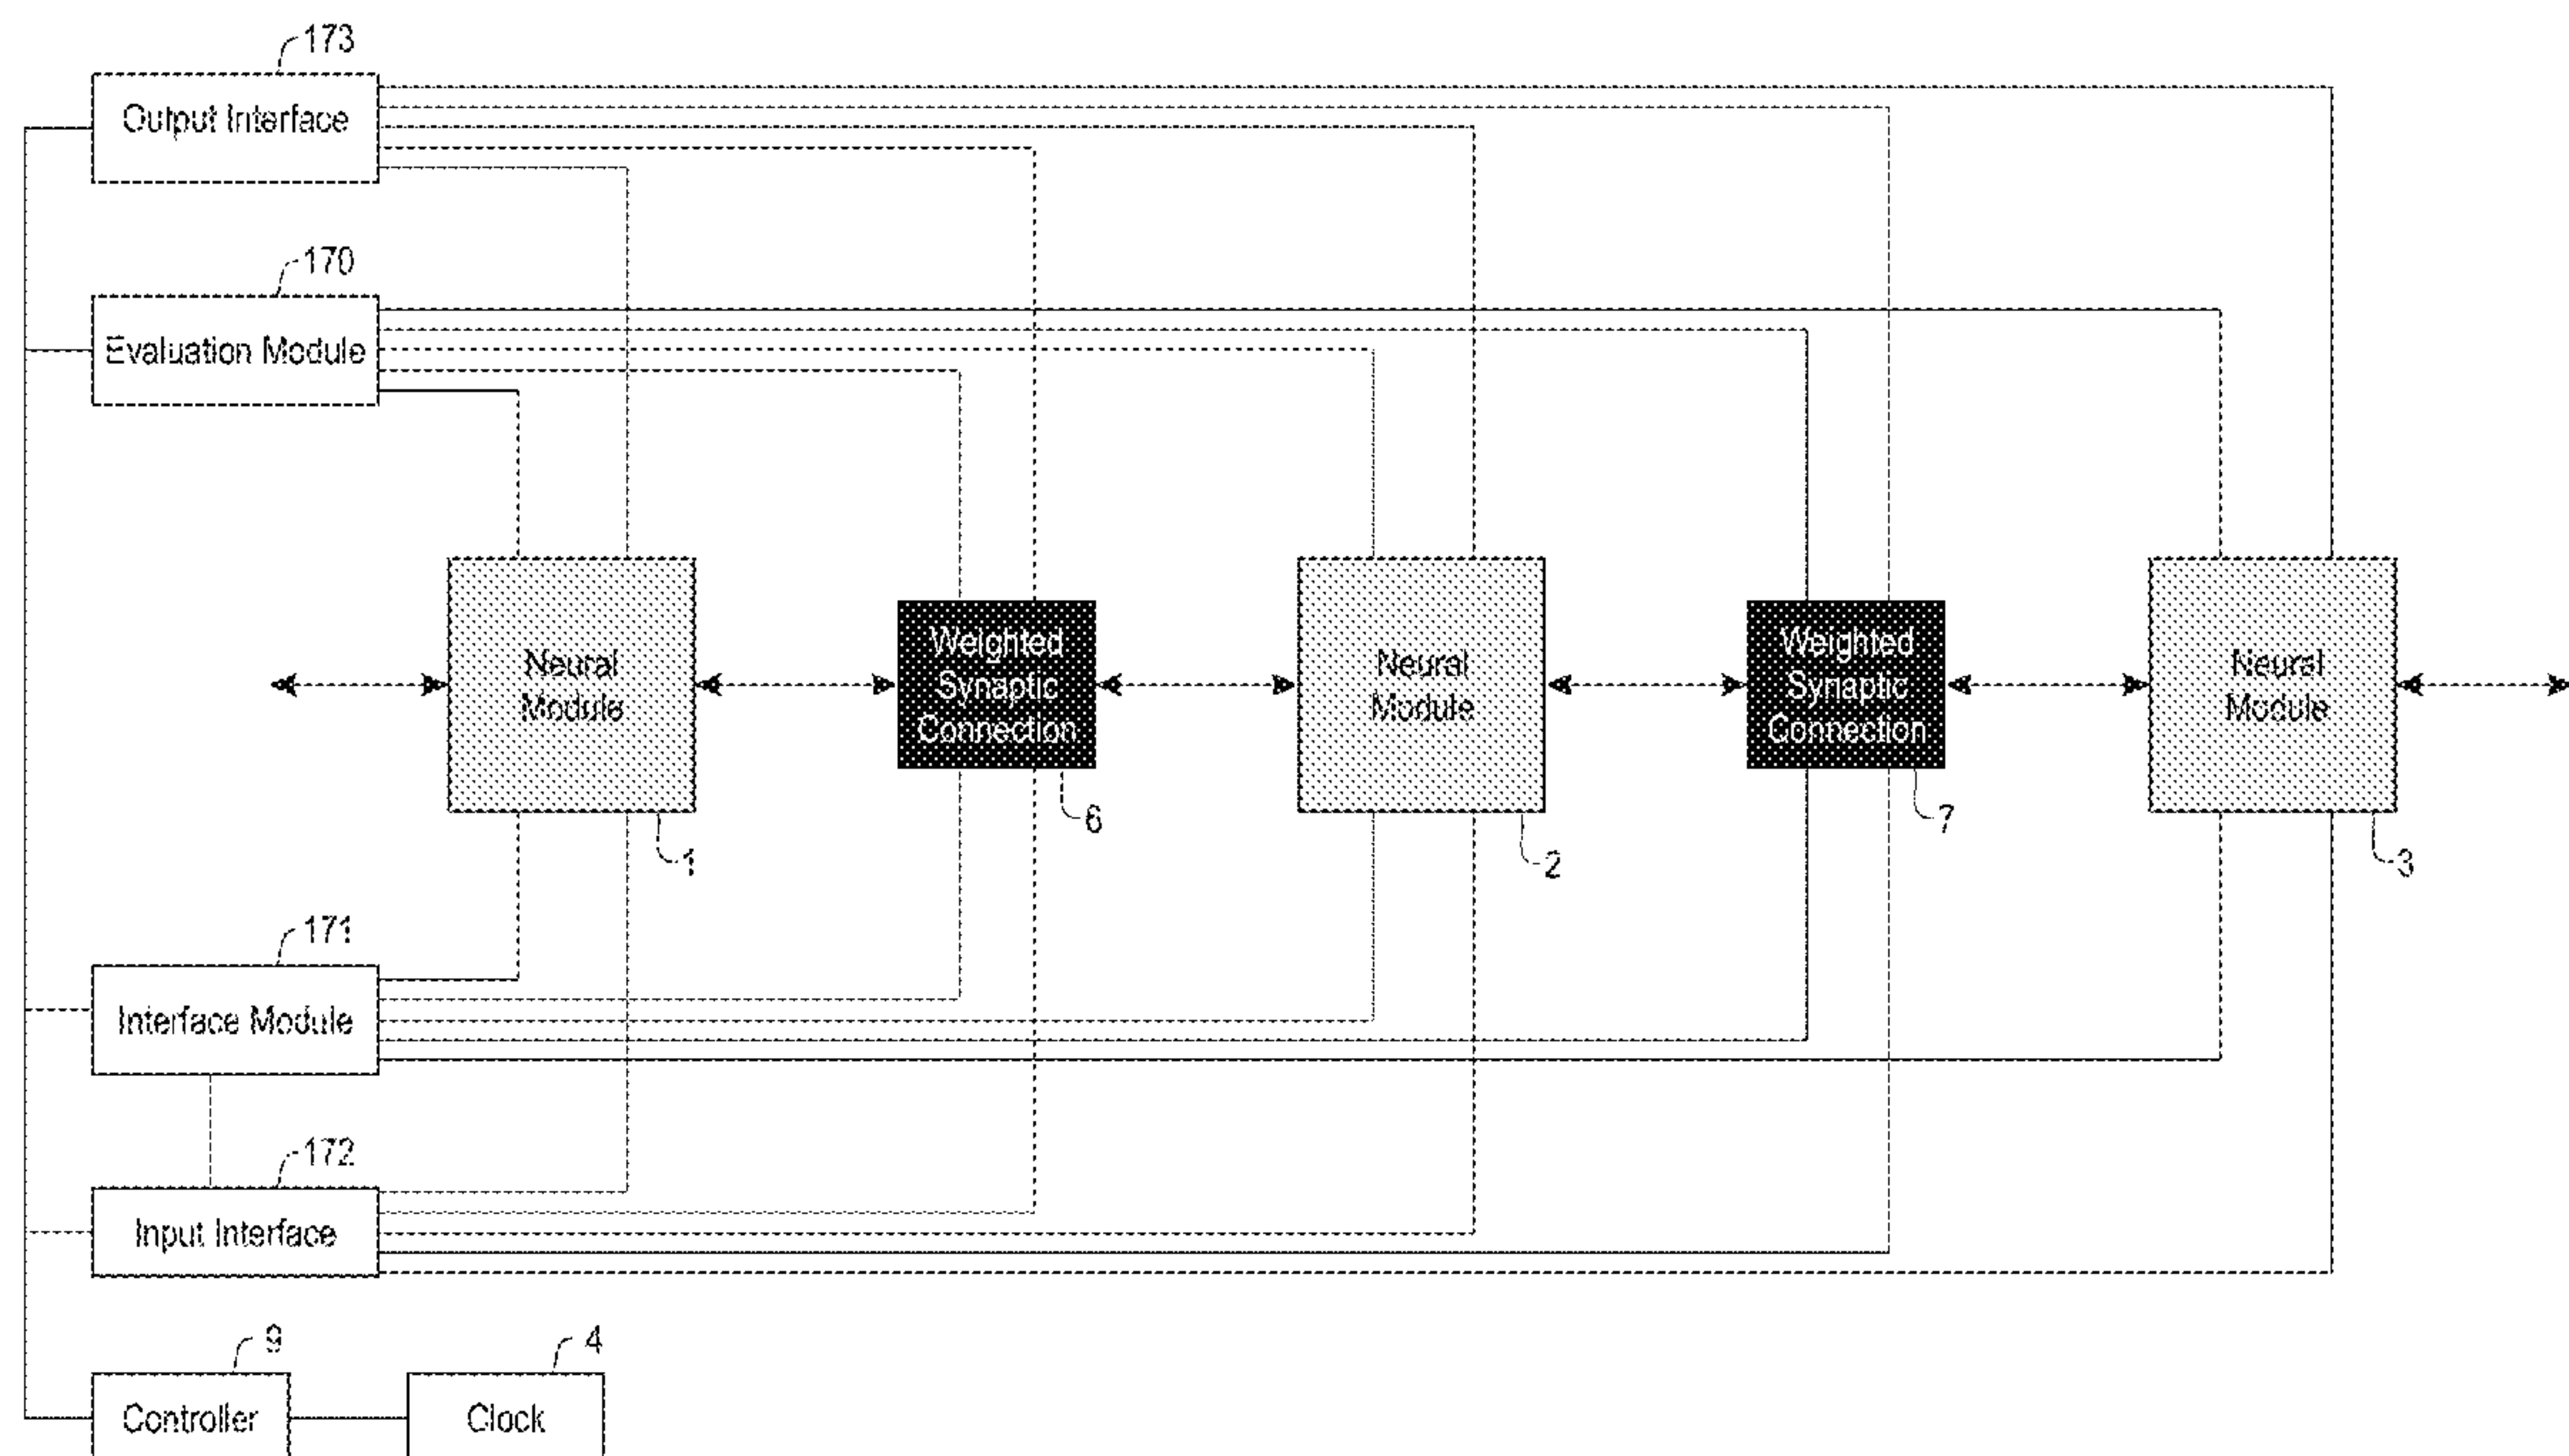 173
Output Interface
170
Evaluation Module
Neural
Module
1
Weighted
Synaptic
Connection
6
Neural
Module
2
Weighted
Synaptic
Connection
7
Neural
Module
3
171
Interface Module
172
Input Interface
9
Controller
4
Clock